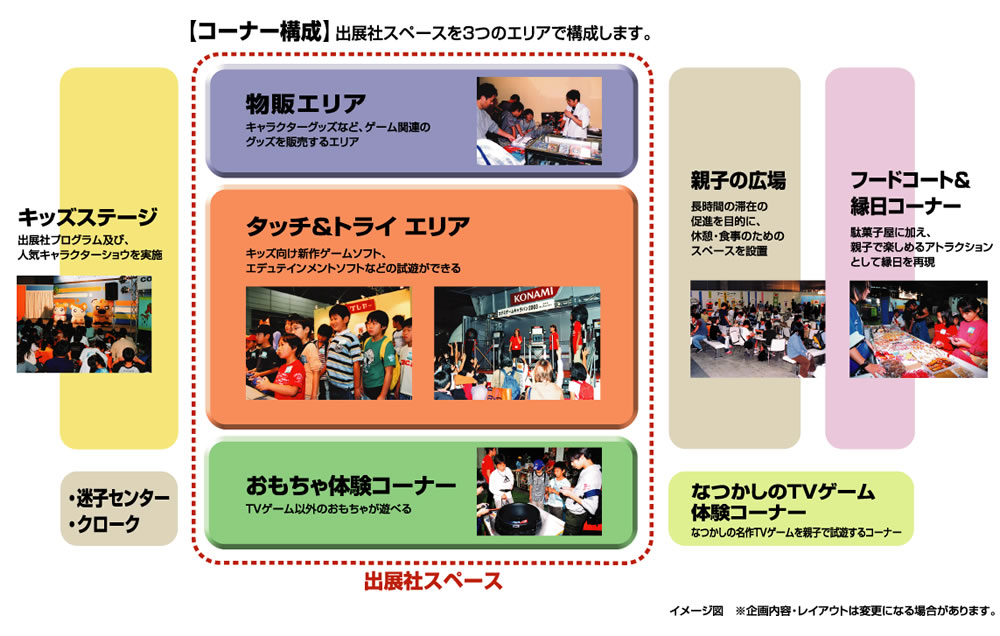 【コーナー構成】出展社スペースを3つのエリアで構成します。
キッズステージ
出展社プログラム及び、
人気キャラクターショウを実施
・迷子センター
・クローク
物販エリア
キャラクターグッズなど、ゲーム関連の
グッズを販売するエリア
タッチ&トライ エリア
キッズ向け新作ゲームソフト、
エデュテインメントソフトなどの試遊ができる
KONAMI
おもちゃ体験コーナー
TVゲーム以外のおもちゃが遊べる
出展社スペース
親子の広場
長時間の滞在の
促進を目的に、
休憩・食事のための
スペースを設置
フードコート&
縁日コーナー
駄菓子屋に加え、
親子で楽しめるアトラクション
として縁日を再現
なつかしのTVゲーム
体験コーナー
なつかしの名作TVゲームを親子で試遊するコーナー
イメージ図 ※企画内容・レイアウトは変更になる場合があります。